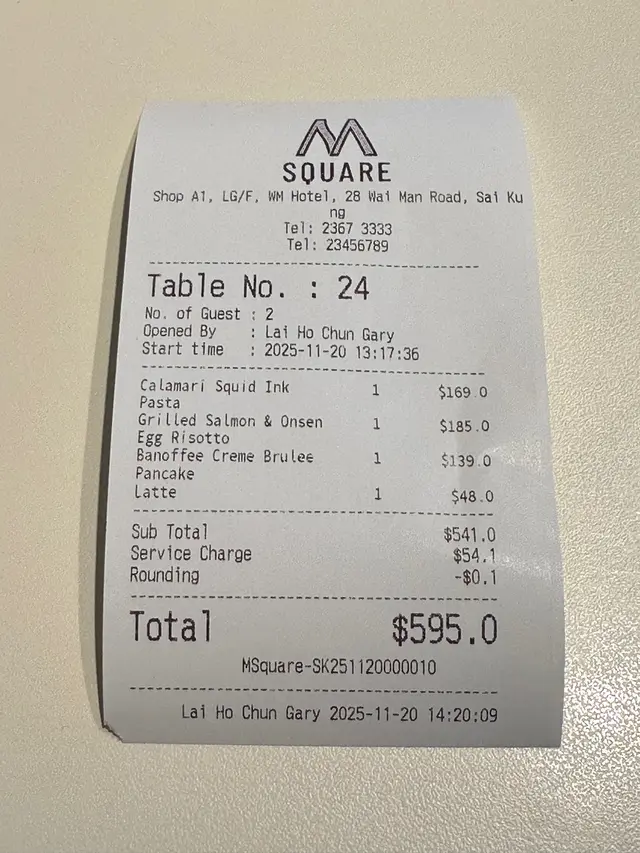 SQUARE
Shop A1, LG/F, WM Hotel, 28 Wai Man Road, Sai Ku
ng
Tel: 2367 3333
Tel: 23456789
Table No. : 24
No. of Guest : 2
Opened By : Lai Ho Chun Gary
Start time : 2025-11-20 13:17:36
Calamari Squid Ink 1 $169.0
Pasta
Grilled Salmon & Onsen 1 $185.0
Egg Risotto
Banoffee Creme Brulee 1 $139.0
Pancake
Latte 1 $48.0
Sub Total $541.0
Service Charge $54.1
Rounding -$0.1
Total $595.0
MSquare-SK251120000010
Lai Ho Chun Gary 2025-11-20 14:20:09